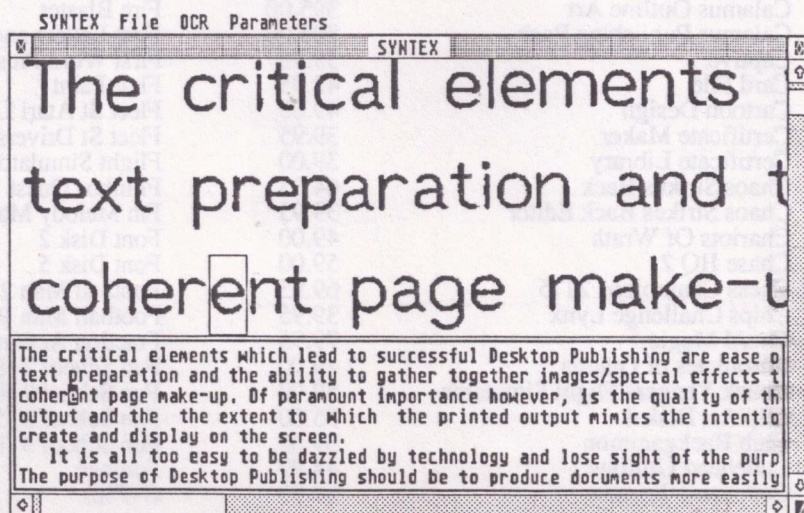 SYNTEX File OCR Parameters
SYNTEX
The critical elements
text preparation and t
coherent page make-
The critical elements which lead to successful Desktop Publishing are ease o
text preparation and the ability to gather together images/special effects t
coherent page make-up. Of paramount importance however, is the quality of th
output and the the extent to which the printed output mimics the intention
create and display on the screen.
It is all too easy to be dazzled by technology and lose sight of the purp
The purpose of Desktop Publishing should be to produce documents more easily